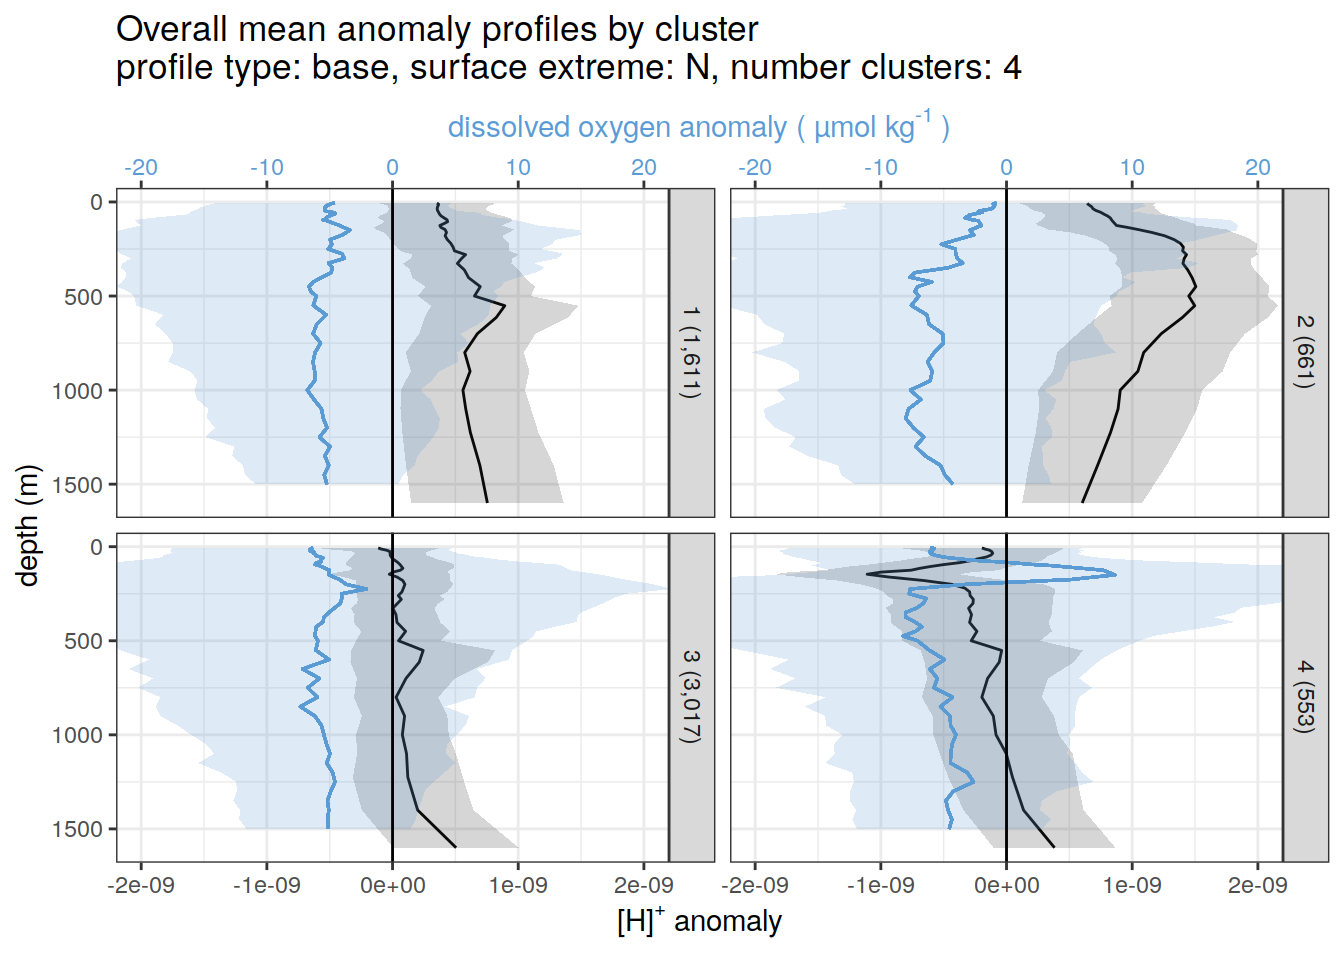 Overall mean anomaly profiles by cluster
profile type: base, surface extreme: N, number clusters: 4
dissolved oxygen anomaly ( µmol kg⁻¹ )
-20 -10 0 10 20 -20 -10 0 10 20
0
500
1000
1500
1 (1,611)
2 (661)
0
500
1000
1500
3 (3,017)
4 (553)
depth (m)
-2e-09 -1e-09 0e+00 1e-09 2e-09 -2e-09 -1e-09 0e+00 1e-09 2e-09
[H]⁺ anomaly